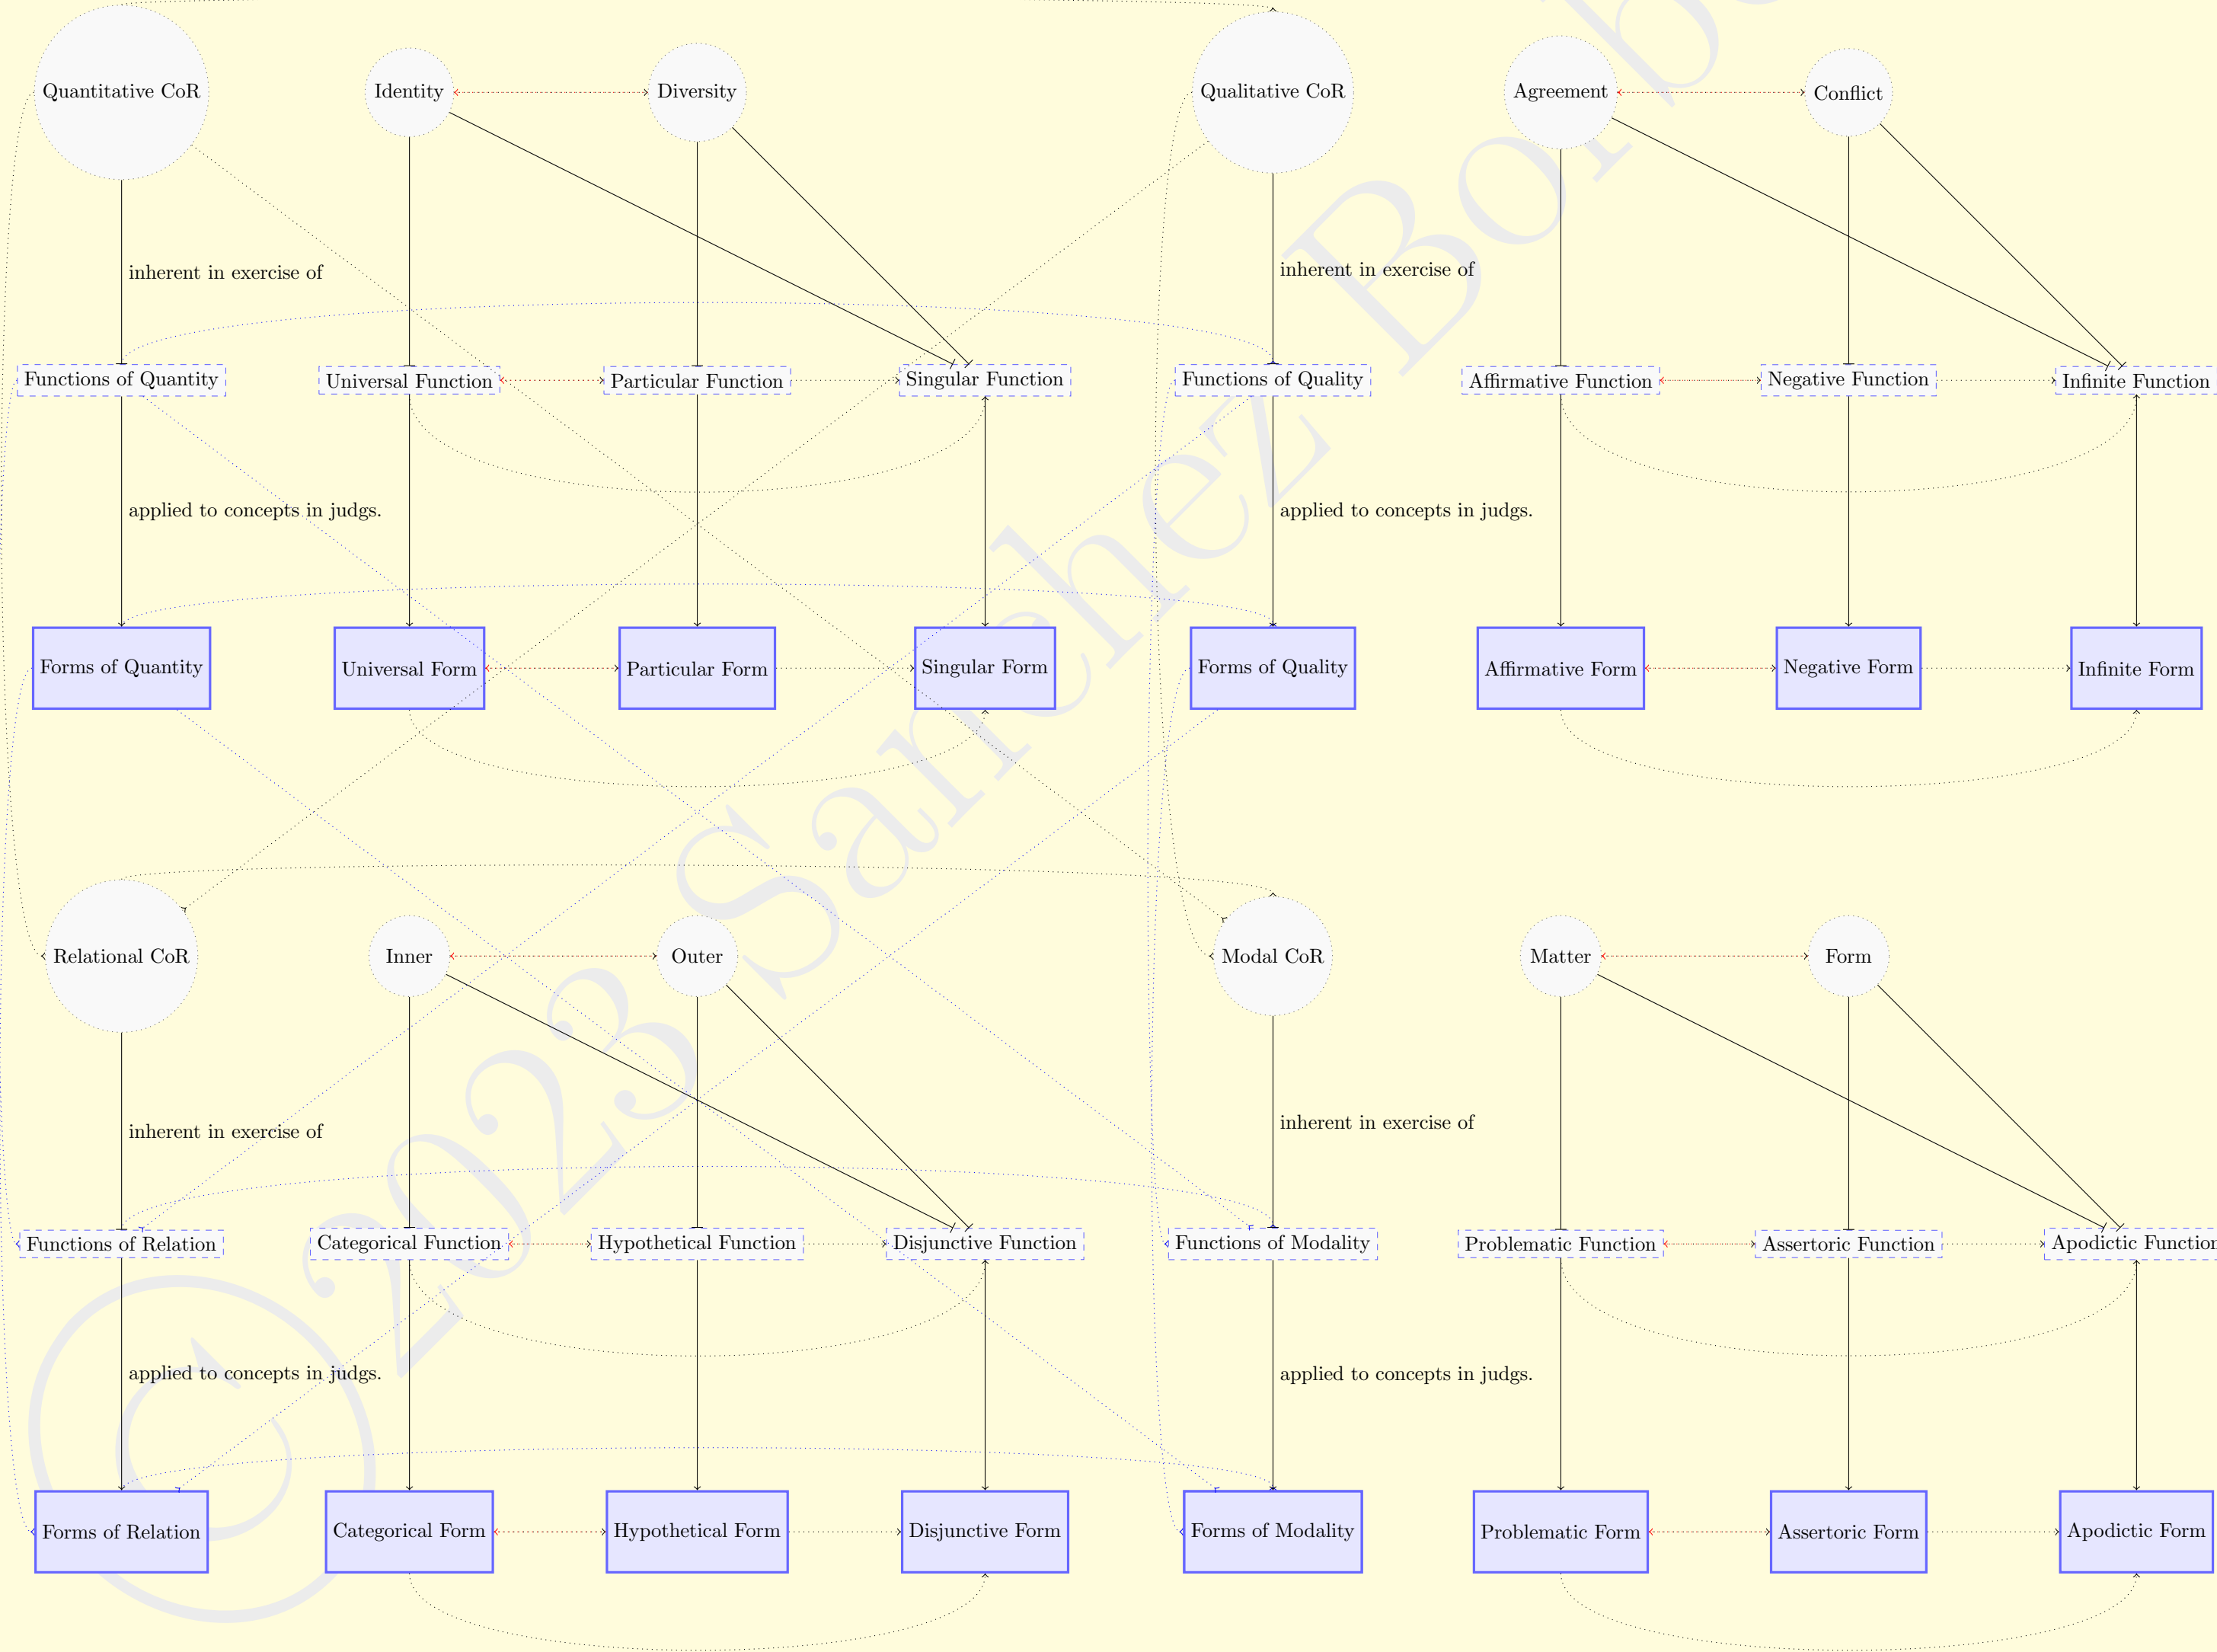 Quantitative CoR
Identity
Diversity
Qualitative CoR
Agreement
Conflict
inherent in exercise of
inherent in exercise of
Functions of Quantity
Universal Function
Particular Function
Singular Function
Functions of Quality
Affirmative Function
Negative Function
Infinite Function
applied to concepts in judgs.
applied to concepts in judgs.
Forms of Quantity
Universal Form
Particular Form
Singular Form
Forms of Quality
Affirmative Form
Negative Form
Infinite Form
Relational CoR
Inner
Outer
Modal CoR
Matter
Form
inherent in exercise of
inherent in exercise of
Functions of Relation
Categorical Function
Hypothetical Function
Disjunctive Function
Functions of Modality
Problematic Function
Assertoric Function
Apodictic Function
applied to concepts in judgs.
applied to concepts in judgs.
Forms of Relation
Categorical Form
Hypothetical Form
Disjunctive Form
Forms of Modality
Problematic Form
Assertoric Form
Apodictic Form
© 2023 Sanchez